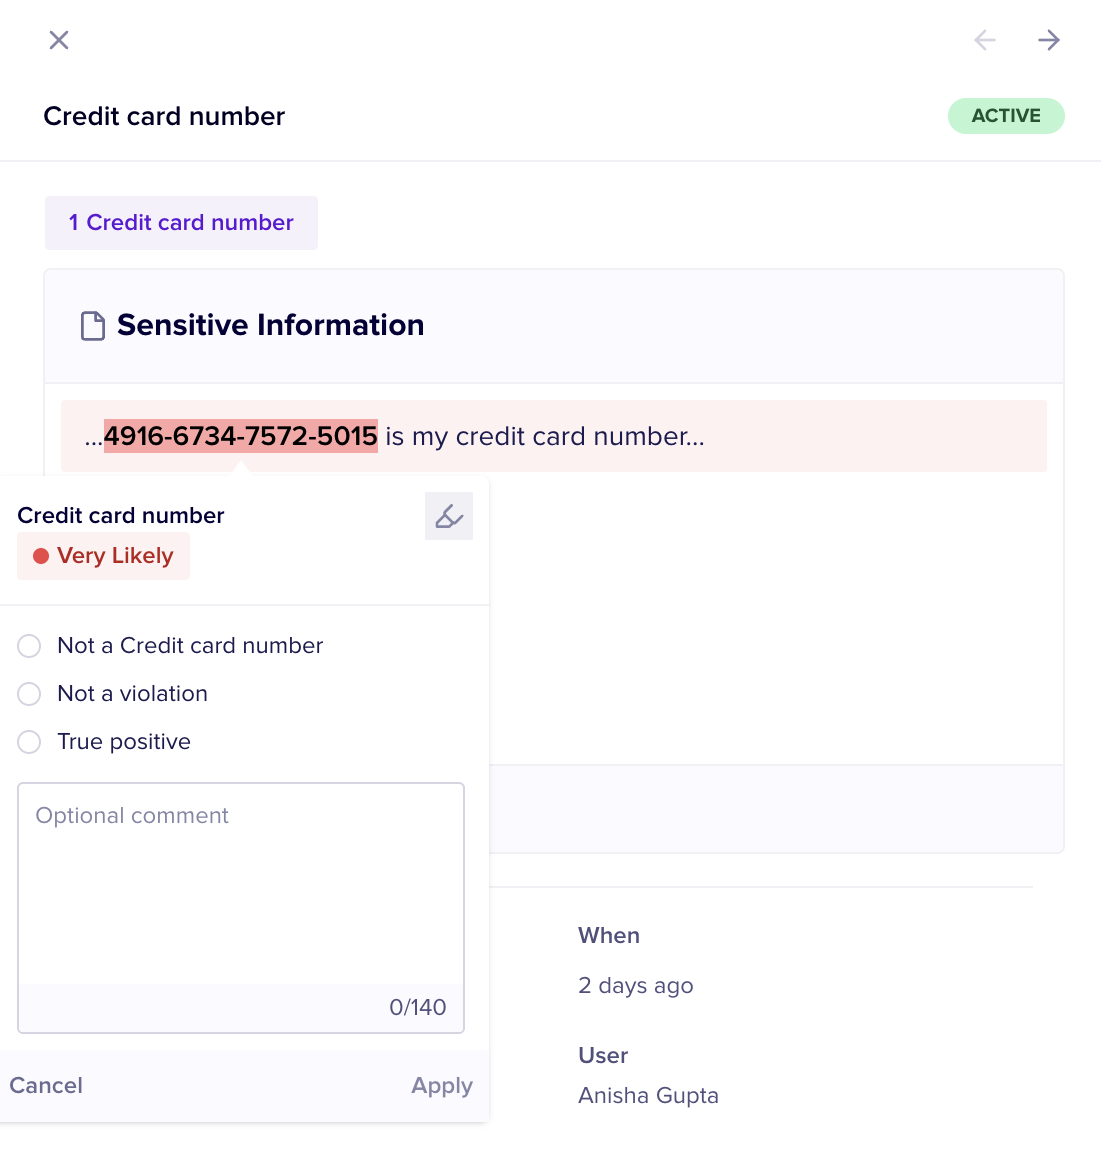 Credit card number
ACTIVE
1 Credit card number
Sensitive Information
...4916-6734-7572-5015 is my credit card number...
Credit card number
Very Likely
Not a Credit card number
Not a violation
True positive
Optional comment
0/140
Cancel
Apply
When
2 days ago
User
Anisha Gupta